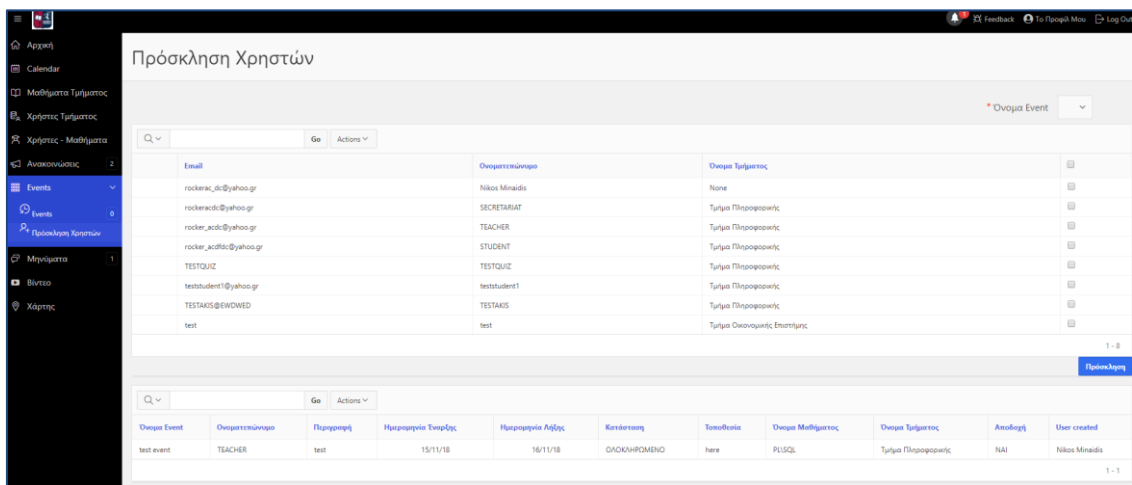 3 Feedback Το Προφίλ Μου Log Out
Αρχική
Calendar
Μαθήματα Τμήματος
Χρήστες Τμήματος
Χρήστες - Μαθήματα
Ανακοινώσεις 2
Events
Events 0
Πρόσκληση Χρηστών
Μηνύματα 1
Βίντεο
Χάρτης
Πρόσκληση Χρηστών
* Όνομα Event
Go Actions
Email Ονοματεπώνυμο Όνομα Τμήματος
rockerac_dc@yahoo.gr Nikos Minaidis None
rockeracdc@yahoo.gr SECRETARIAT Τμήμα Πληροφορικής
rocker_acdc@yahoo.gr TEACHER Τμήμα Πληροφορικής
rocker_acdfdc@yahoo.gr STUDENT Τμήμα Πληροφορικής
TESTQUIZ TESTQUIZ Τμήμα Πληροφορικής
teststudent1@yahoo.gr teststudent1 Τμήμα Πληροφορικής
TESTAKIS@EWDWED TESTAKIS Τμήμα Πληροφορικής
test test Τμήμα Οικονομικής Επιστήμης
1 - 8
Πρόσκληση
Go Actions
Όνομα Event Ονοματεπώνυμο Περιγραφή Ημερομηνία Έναρξης Ημερομηνία Λήξης Κατάσταση Τοποθεσία Όνομα Μαθήματος Όνομα Τμήματος Αποδοχή User created
test event TEACHER test 15/11/18 16/11/18 ΟΛΟΚΛΗΡΩΜΕΝΟ here PL\SQL Τμήμα Πληροφορικής ΝΑΙ Nikos Minaidis
1 - 1